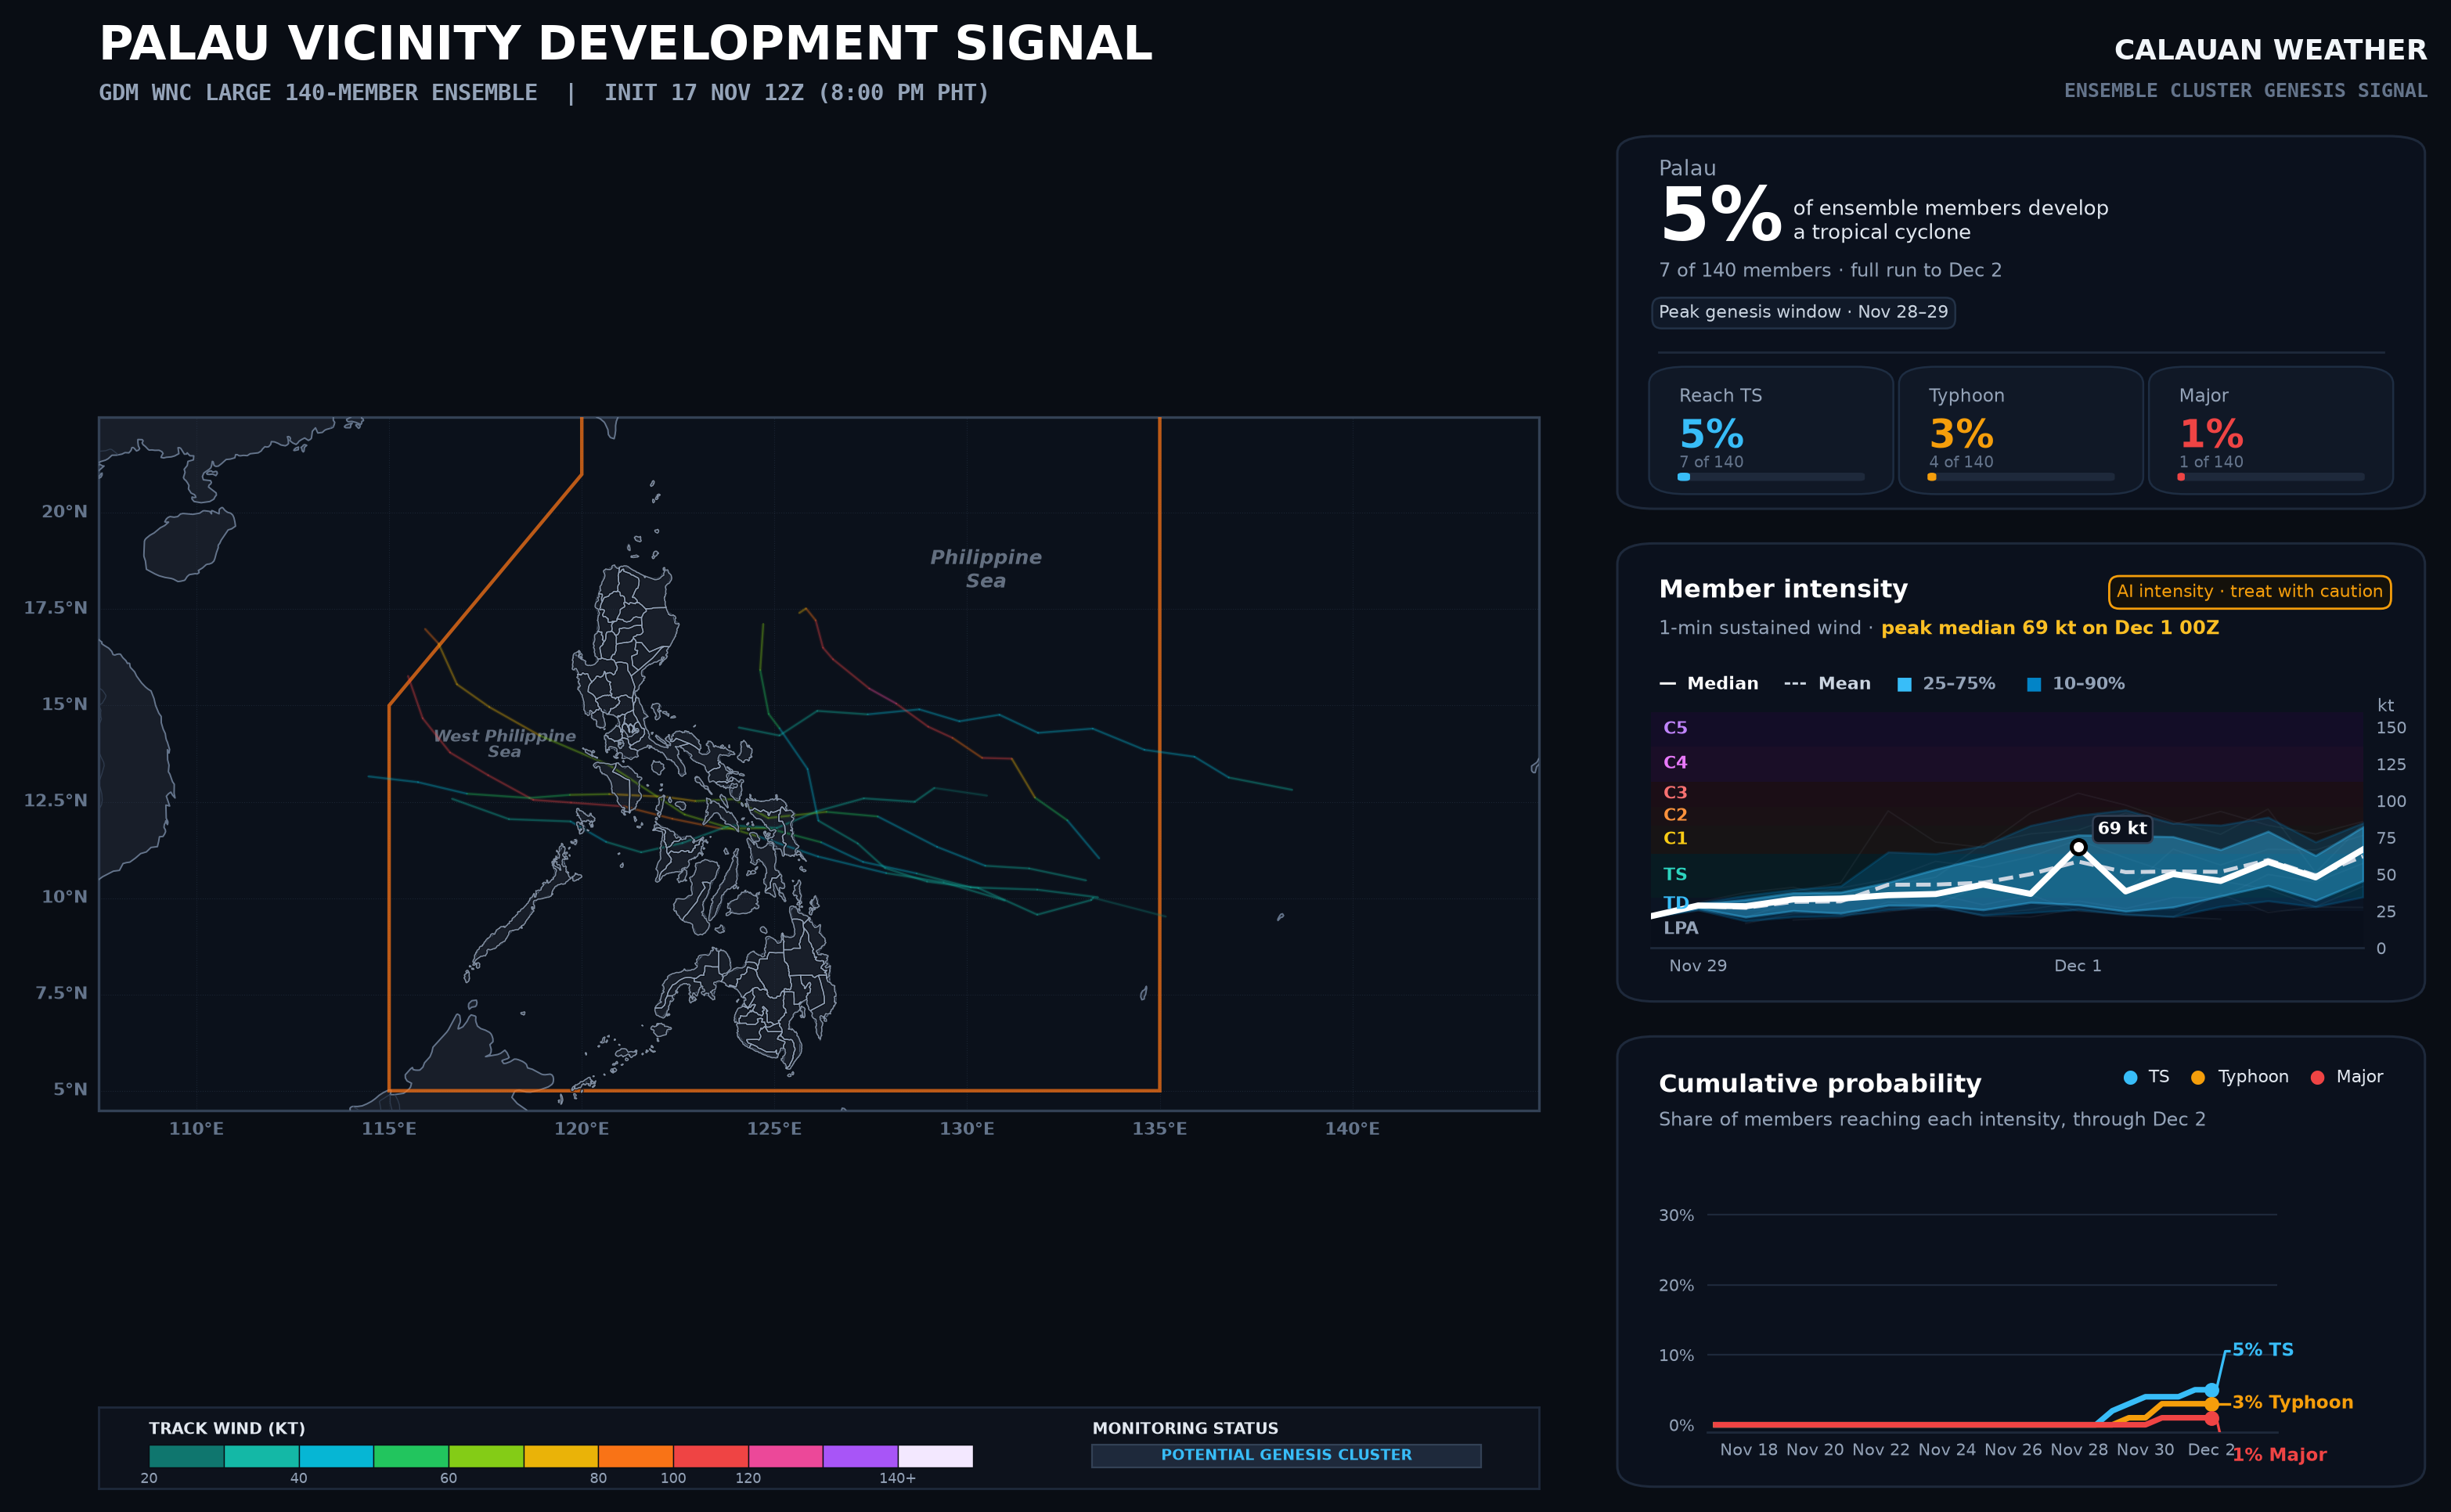 PALAU VICINITY DEVELOPMENT SIGNAL
GDM WNC LARGE 140-MEMBER ENSEMBLE | INIT 17 NOV 12Z (8:00 PM PHT)
CALAUAN WEATHER
ENSEMBLE CLUSTER GENESIS SIGNAL
20°N
17.5°N
15°N
12.5°N
10°N
7.5°N
5°N
110°E
115°E
120°E
125°E
130°E
135°E
140°E
Philippine
Sea
West Philippine
Sea
TRACK WIND (KT)
20
40
60
80
100
120
140+
MONITORING STATUS
POTENTIAL GENESIS CLUSTER
Palau
5%
of ensemble members develop
a tropical cyclone
7 of 140 members · full run to Dec 2
Peak genesis window · Nov 28–29
Reach TS
5%
7 of 140
Typhoon
3%
4 of 140
Major
1%
1 of 140
Member intensity
AI intensity · treat with caution
1-min sustained wind · peak median 69 kt on Dec 1 00Z
Median
Mean
25–75%
10–90%
kt
C5
C4
C3
C2
C1
TS
TD
LPA
69 kt
150
125
100
75
50
25
0
Nov 29
Dec 1
Cumulative probability
TS
Typhoon
Major
Share of members reaching each intensity, through Dec 2
30%
20%
10%
0%
5% TS
3% Typhoon
1% Major
Nov 18
Nov 20
Nov 22
Nov 24
Nov 26
Nov 28
Nov 30
Dec 2